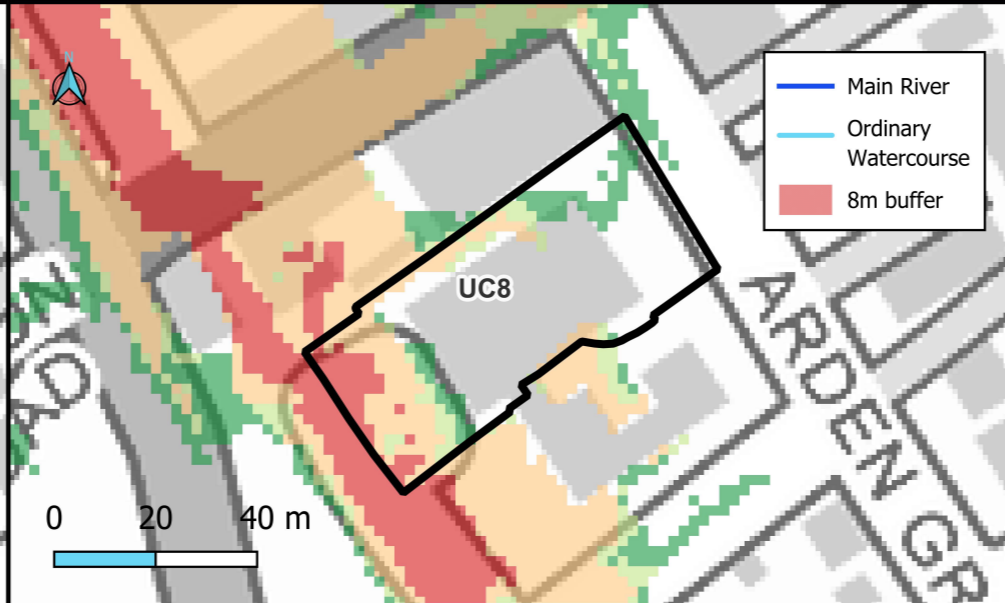 N
Main River
Ordinary
Watercourse
8m buffer
UC8
AD
ARDEN GR
0 20 40 m